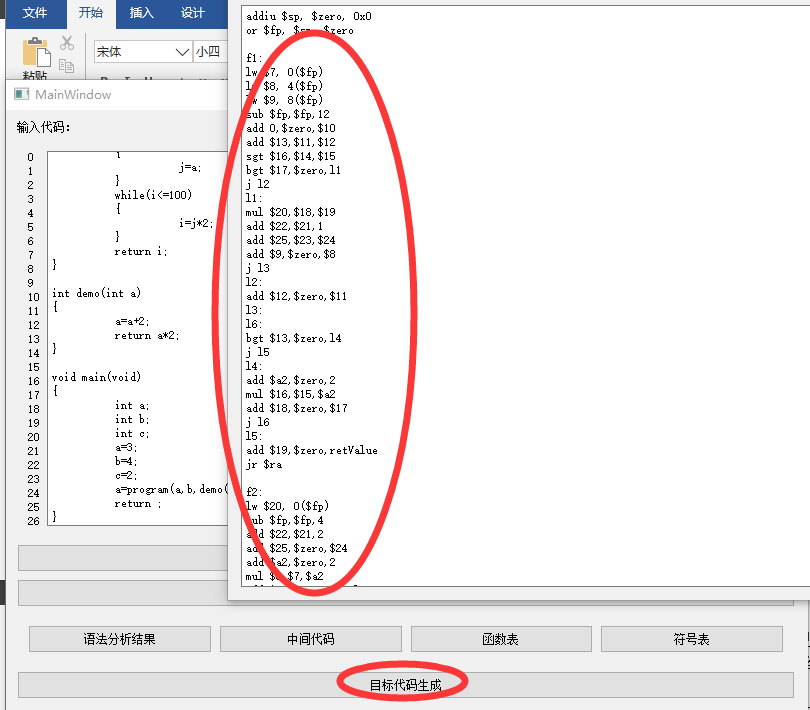 文件 开始 插入 设计
宋体 小四
粘贴
MainWindow
输入代码:
0
1
2
3
4
5
6
7
8
9
10
11
12
13
14
15
16
17
18
19
20
21
22
23
24
25
26
{
j=a;
}
while(i<=100)
{
i=j*2;
}
return i;
}
int demo(int a)
{
a=a+2;
return a*2;
}
void main(void)
{
int a;
int b;
int c;
a=3;
b=4;
c=2;
a=program(a,b,demo(
return ;
}
addiu $sp, $zero, 0x0
or $fp, $sp, $zero
f1:
lw $7, 0($fp)
lw $8, 4($fp)
lw $9, 8($fp)
sub $fp,$fp,12
add 0,$zero,$10
add $13,$11,$12
sgt $16,$14,$15
bgt $17,$zero,l1
j l2
l1:
mul $20,$18,$19
add $22,$21,1
add $25,$23,$24
add $9,$zero,$8
j l3
l2:
add $12,$zero,$11
l3:
l6:
bgt $13,$zero,l4
j l5
l4:
add $a2,$zero,2
mul $16,$15,$a2
add $18,$zero,$17
j l6
l5:
add $19,$zero,retValue
jr $ra
f2:
lw $20, 0($fp)
sub $fp,$fp,4
add $22,$21,2
add $25,$zero,$24
add $a2,$zero,2
mul $7,$a2
语法分析结果 中间代码 函数表 符号表
目标代码生成